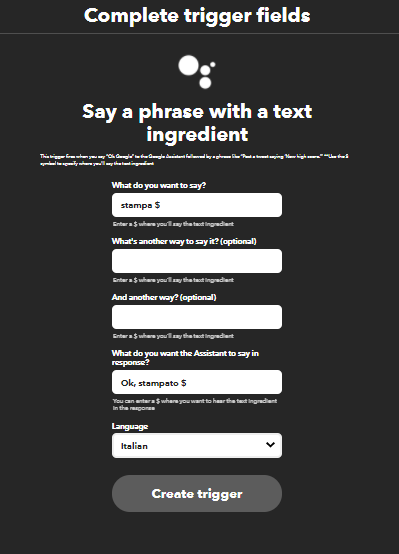 Complete trigger fields
Say a phrase with a text
ingredient
This trigger fires when you say "Ok Google" to the Google Assistant followed by a phrase like "Post a tweet saying 'New high score.'" **Use the $
symbol to specify where you'll say the text ingredient
What do you want to say?
stampa $
Enter a $ where you'll say the text ingredient
What's another way to say it? (optional)
Enter a $ where you'll say the text ingredient
And another way? (optional)
Enter a $ where you'll say the text ingredient
What do you want the Assistant to say in
response?
Ok, stampato $
You can enter a $ where you want to hear the text ingredient
in the response
Language
Italian
Create trigger